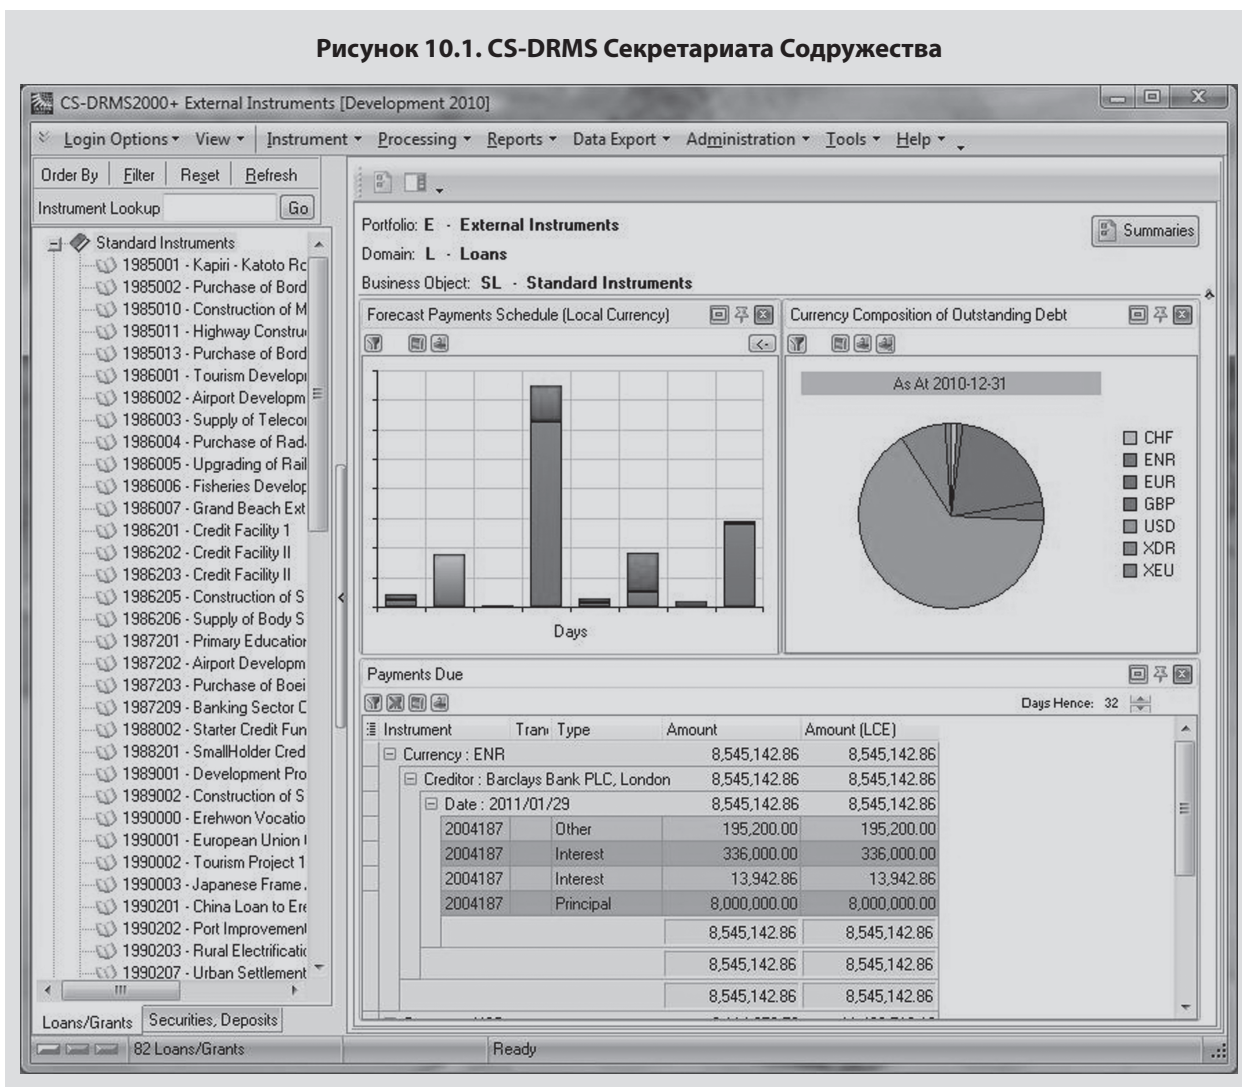 Рисунок 10.1. CS-DRMS Секретариата Содружества
CS-DRMS2000+ External Instruments [Development 2010]
Login Options View Instrument Processing Reports Data Export Administration Tools Help
Order By Filter Reset Refresh
Instrument Lookup Go
Standard Instruments
1985001 - Kapiri - Katoto Rc
1985002 - Purchase of Bord
1985010 - Construction of M
1985011 - Highway Constru
1985013 - Purchase of Bord
1986001 - Tourism Develop
1986002 - Airport Developm
1986003 - Supply of Teleco
1986004 - Purchase of Rad
1986005 - Upgrading of Rail
1986006 - Fisheries Develop
1986007 - Grand Beach Ext
1986201 - Credit Facility 1
1986202 - Credit Facility II
1986203 - Credit Facility II
1986205 - Construction of S
1986206 - Supply of Body S
1987201 - Primary Education
1987202 - Airport Developm
1987203 - Purchase of Boei
1987209 - Banking Sector C
1988002 - Starter Credit Fun
1988201 - SmallHolder Cred
1989001 - Development Pro
1989002 - Construction of S
1990000 - Erehwon Vocatio
1990001 - European Union
1990002 - Tourism Project 1
1990003 - Japanese Frame
1990201 - China Loan to Ere
1990202 - Port Improvement
1990203 - Rural Electrificati
1990207 - Urban Settlement
Loans/Grants Securities, Deposits
Portfolio: E - External Instruments
Domain: L - Loans
Business Object: SL - Standard Instruments
Summaries
Forecast Payments Schedule (Local Currency)
Days
Currency Composition of Outstanding Debt
As At 2010-12-31
CHF
ENR
EUR
GBP
USD
XDR
XEU
Payments Due
Days Hence: 32
Instrument Tran Type Amount Amount (LCE)
Currency : ENR 8,545,142.86 8,545,142.86
Creditor : Barclays Bank PLC, London 8,545,142.86 8,545,142.86
Date : 2011/01/29 8,545,142.86 8,545,142.86
2004187 Other 195,200.00 195,200.00
2004187 Interest 336,000.00 336,000.00
2004187 Interest 13,942.86 13,942.86
2004187 Principal 8,000,000.00 8,000,000.00
8,545,142.86 8,545,142.86
8,545,142.86 8,545,142.86
8,545,142.86 8,545,142.86
82 Loans/Grants Ready